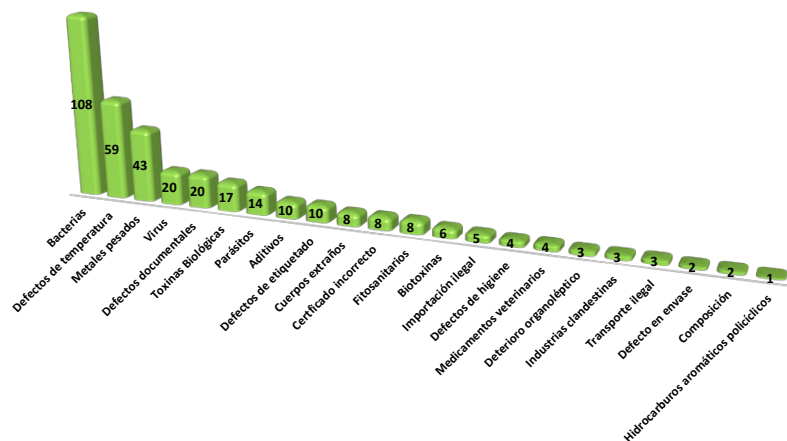 108
59
43
20
20
17
14
10
10
8
8
8
6
5
4
4
3
3
3
2
2
1
Bacterias
Defectos de temperatura
Metales pesados
Virus
Defectos documentales
Toxinas Biológicas
Parásitos
Aditivos
Defectos de etiquetado
Cuerpos extraños
Certficado incorrecto
Fitosanitarios
Biotoxinas
Importación ilegal
Defectos de higiene
Medicamentos veterinarios
Deterioro organoléptico
Industrias clandestinas
Transporte ilegal
Defecto en envase
Composición
Hidrocarburos aromáticos policíclicos